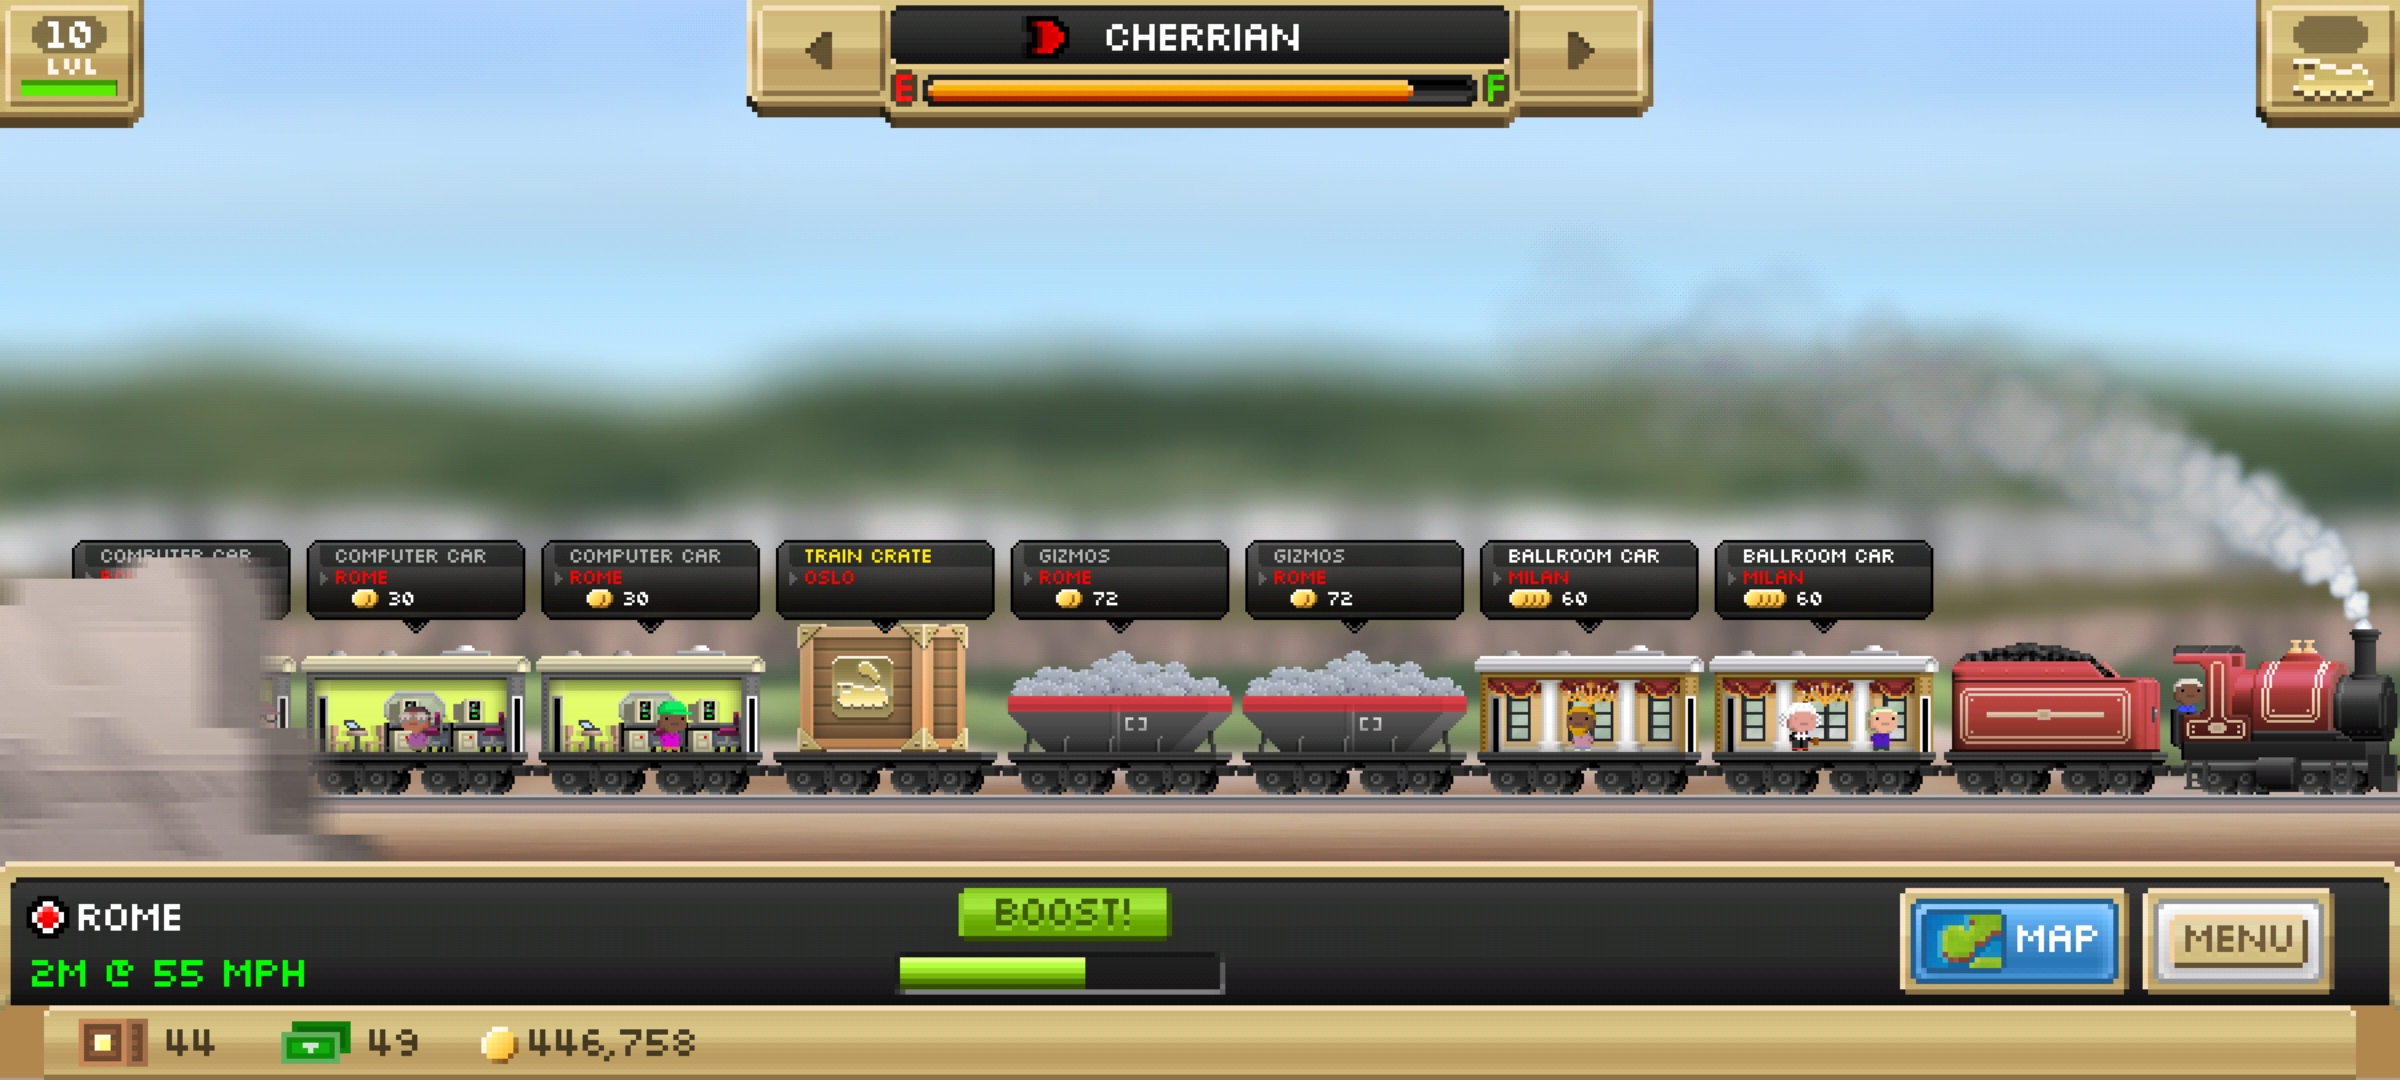 10
LVL
CHERRIAN
E
F
COMPUTER CAR
COMPUTER CAR
ROME
30
COMPUTER CAR
ROME
30
TRAIN CRATE
OSLO
GIZMOS
ROME
72
GIZMOS
ROME
72
BALLROOM CAR
MILAN
60
BALLROOM CAR
MILAN
60
ROME
2M @ 55 MPH
BOOST!
MAP
MENU
44
49
446,758